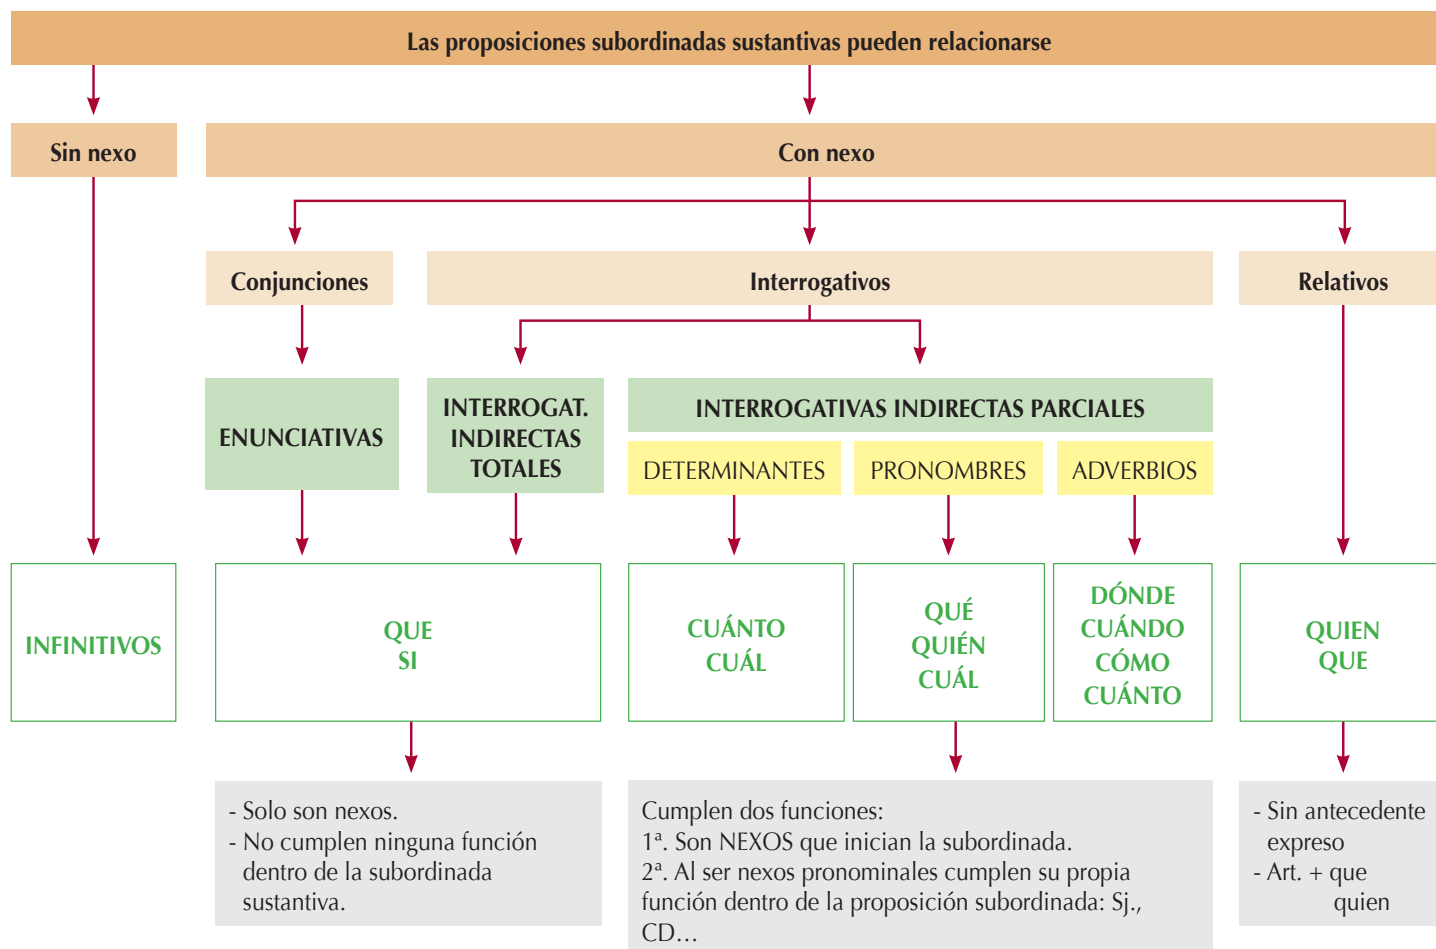 Las proposiciones subordinadas sustantivas pueden relacionarse
Sin nexo
Con nexo
Conjunciones
Interrogativos
Relativos
ENUNCIATIVAS
INTERROGAT.
INDIRECTAS
TOTALES
INTERROGATIVAS INDIRECTAS PARCIALES
DETERMINANTES
PRONOMBRES
ADVERBIOS
INFINITIVOS
QUE
SI
CUÁNTO
CUÁL
QUÉ
QUIÉN
CUÁL
DÓNDE
CUÁNDO
CÓMO
CUÁNTO
QUIEN
QUE
- Solo son nexos.
- No cumplen ninguna función
dentro de la subordinada
sustantiva.
Cumplen dos funciones:
1ª. Son NEXOS que inician la subordinada.
2ª. Al ser nexos pronominales cumplen su propia
función dentro de la proposición subordinada: Sj.,
CD…
- Sin antecedente
expreso
- Art. + que
quien